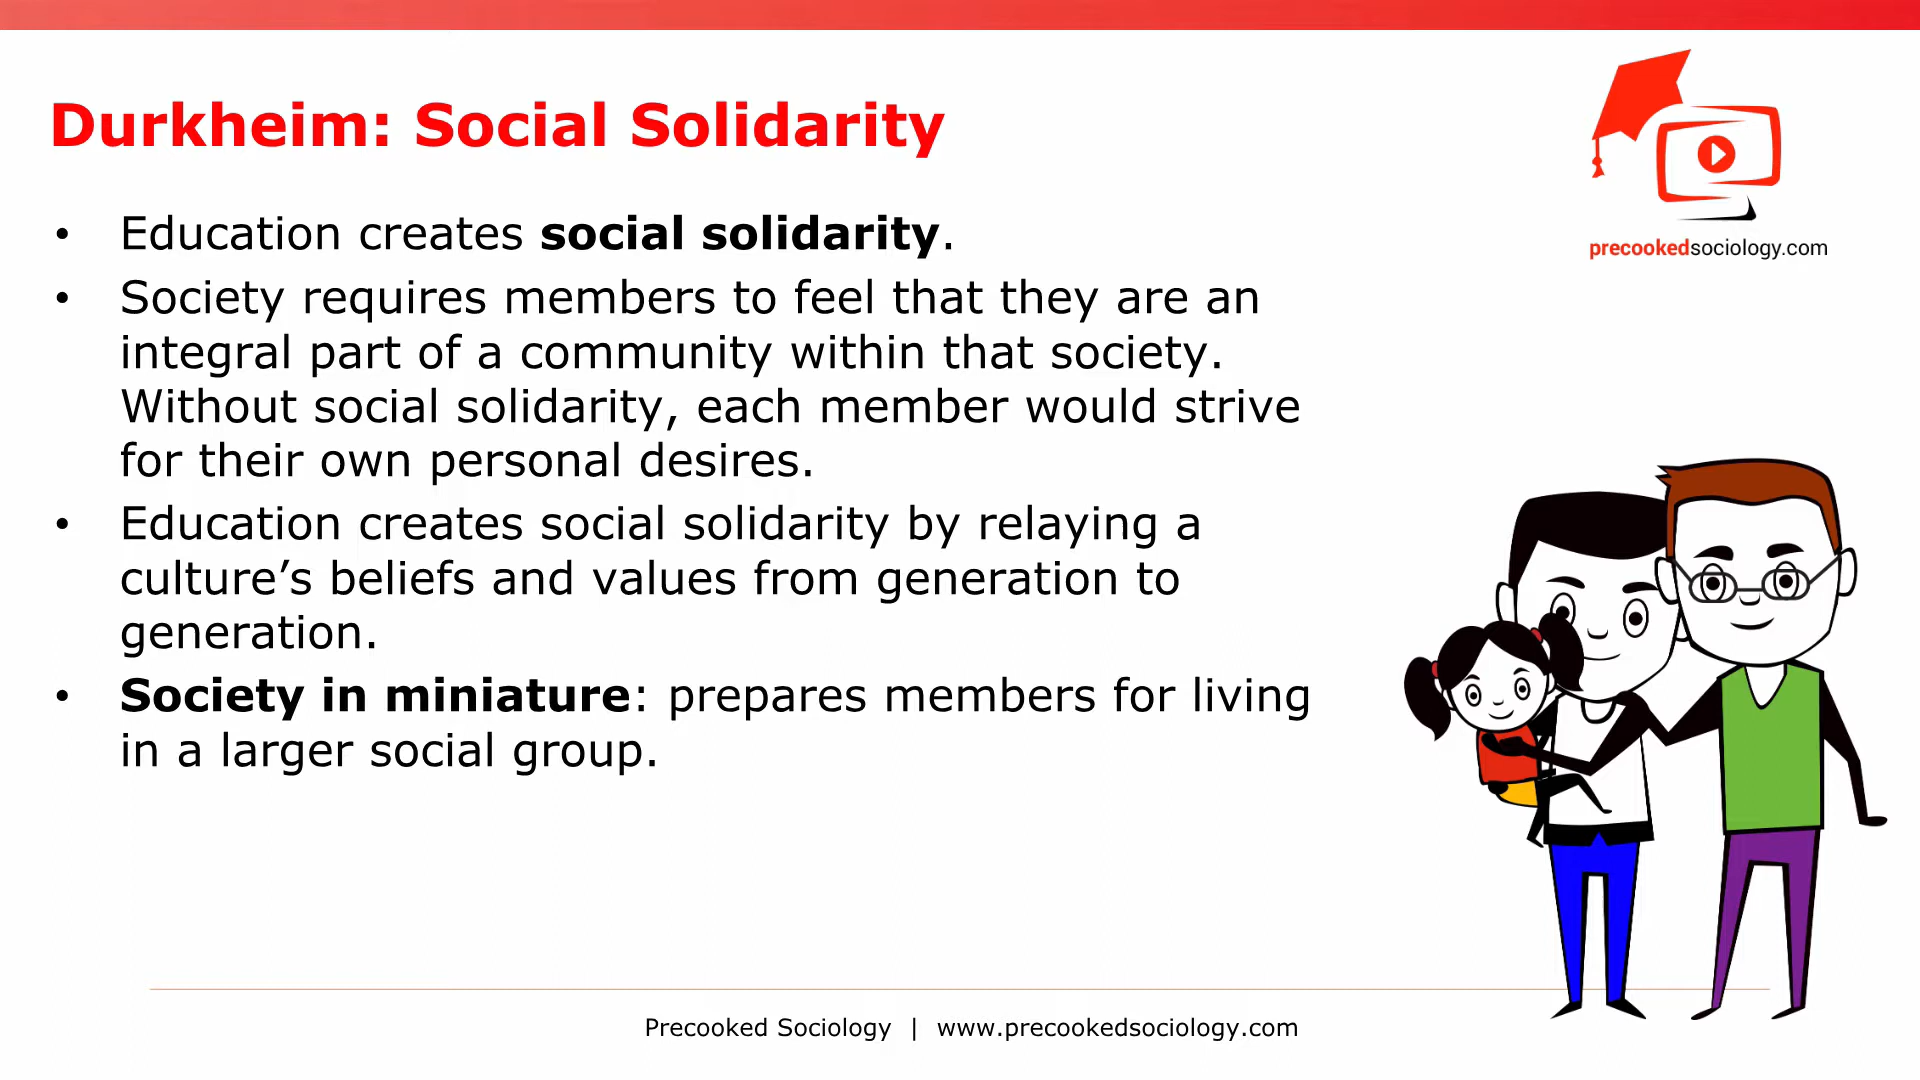 Durkheim: Social Solidarity
precookedsociology.com
• Education creates social solidarity.
• Society requires members to feel that they are an
integral part of a community within that society.
Without social solidarity, each member would strive
for their own personal desires.
• Education creates social solidarity by relaying a
culture’s beliefs and values from generation to
generation.
• Society in miniature: prepares members for living
in a larger social group.
Precooked Sociology | www.precookedsociology.com